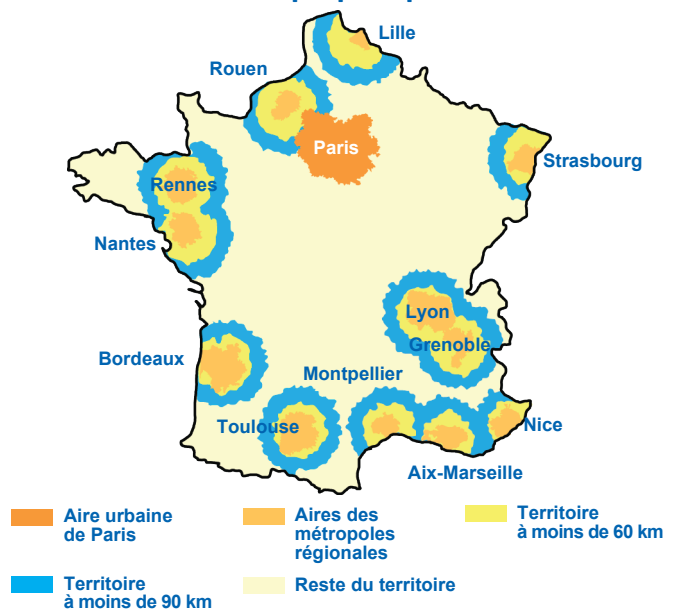 Lille
Rouen
Paris
Strasbourg
Rennes
Nantes
Lyon
Grenoble
Bordeaux
Montpellier
Toulouse
Nice
Aix-Marseille
Aire urbaine
de Paris
Aires des
métropoles
régionales
Territoire
à moins de 60 km
Territoire
à moins de 90 km
Reste du territoire